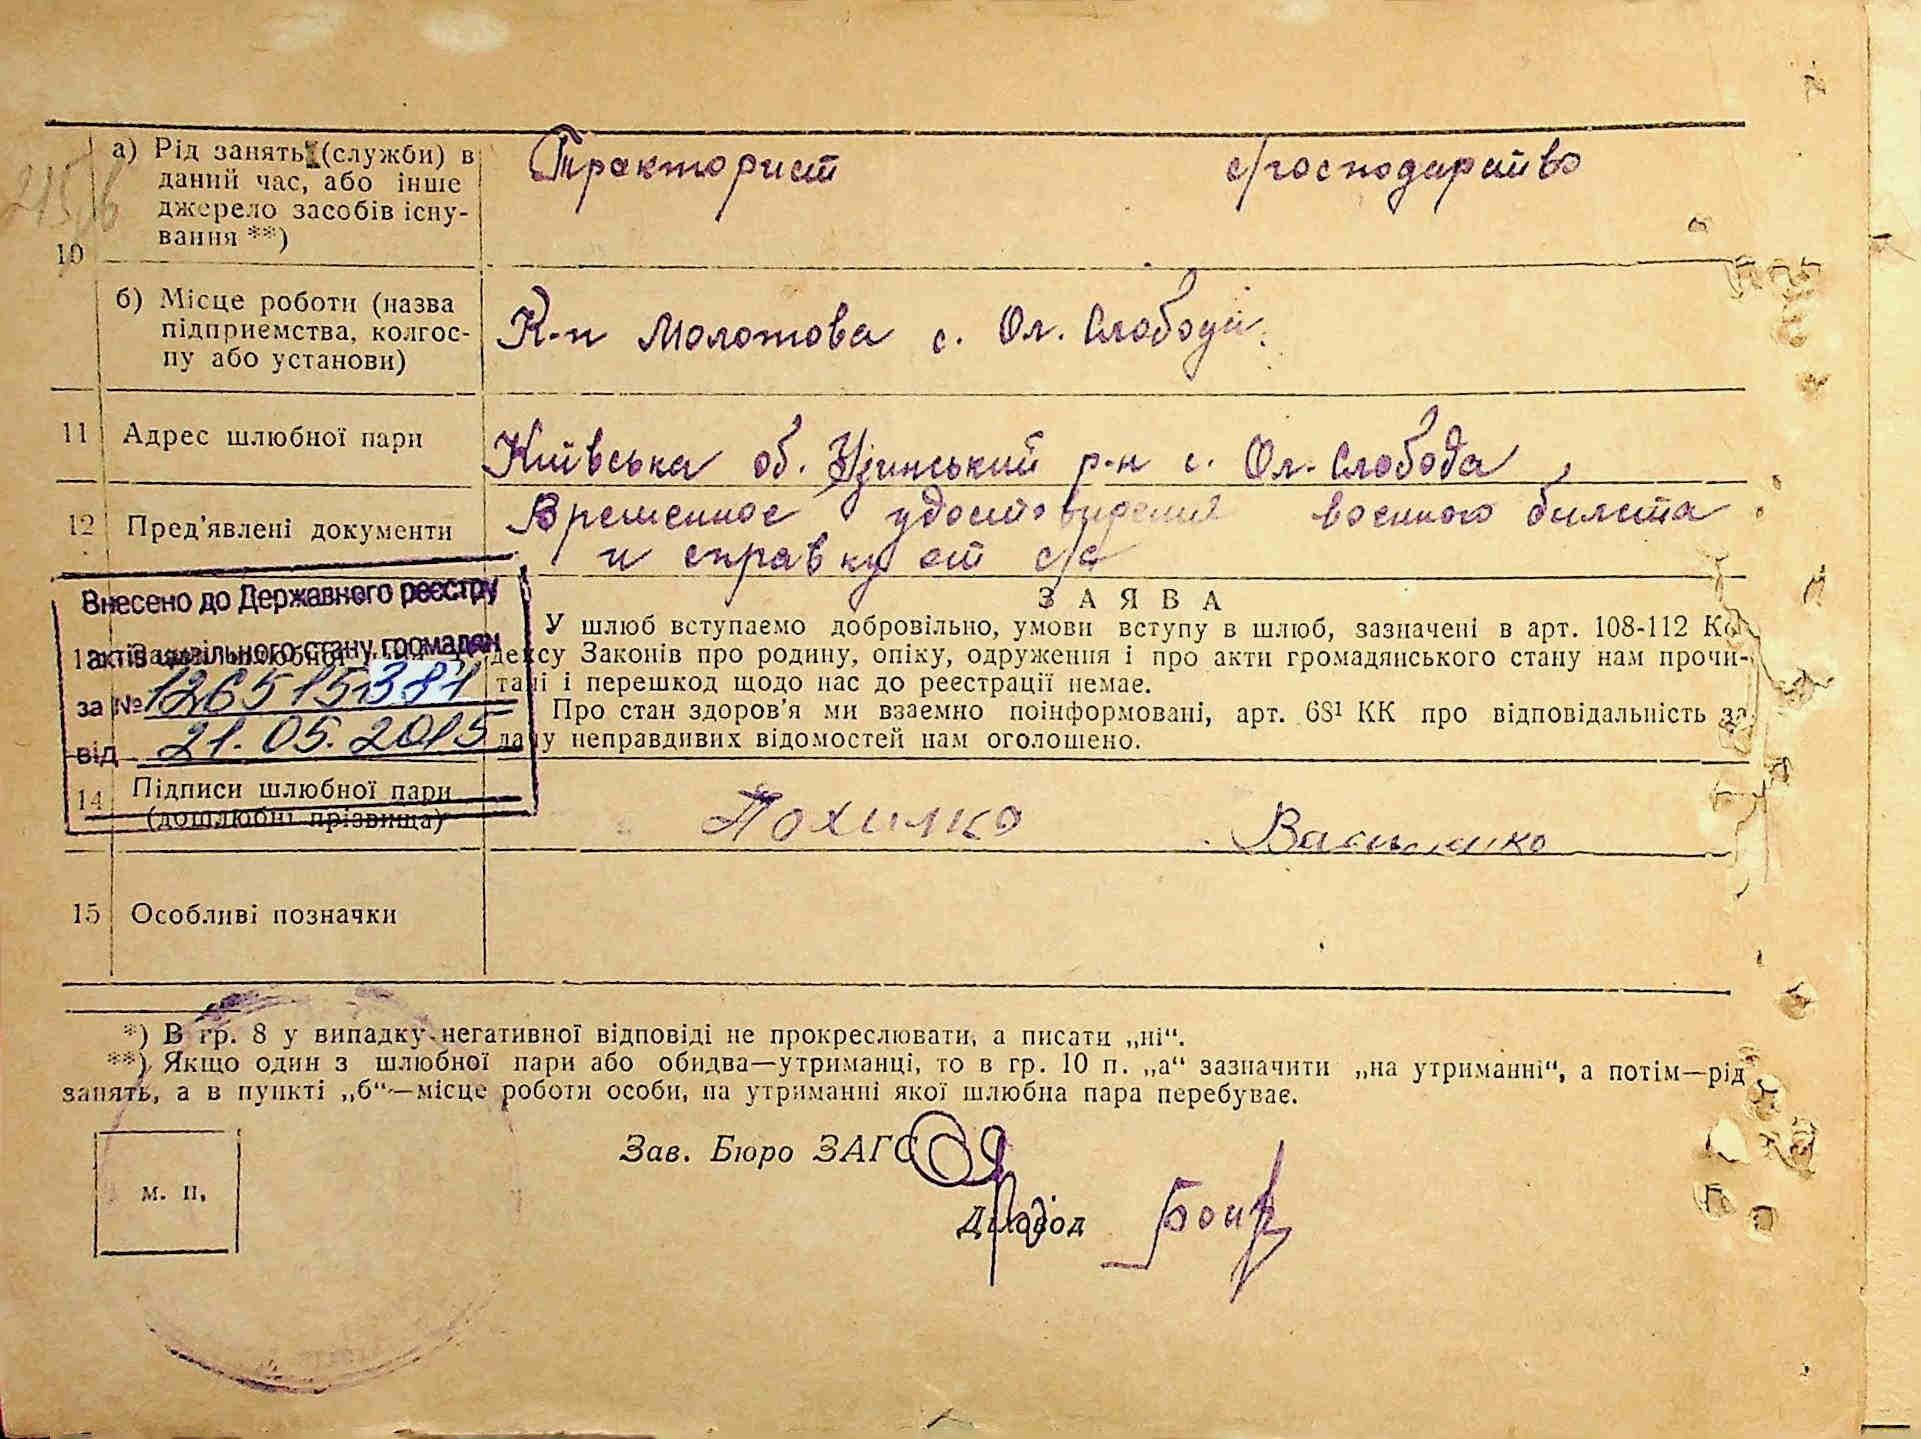 а) Рід занять (служби) в
даний час, або інше
джерело засобів існу-
вання **)
10
Тракторист с/господарство
б) Місце роботи (назва
підприємства, колгос-
пу або установи)
К-п Молотова с. Ол. Слобода.
11 Адрес шлюбної пари
Київська об. Узинський р-н с. Ол. Слобода,
12 Пред'явлені документи
Временное удостоверение военного билета
и справку от с/с
Внесено до Державного реєстру
актів цивільного стану громадян
за № 126515381
від 21.05.2015
ЗАЯВА
У шлюб вступаємо добровільно, умови вступу в шлюб, зазначені в арт. 108-112 Ко-
дексу Законів про родину, опіку, одруження і про акти громадянського стану нам прочи-
тані і перешкод щодо нас до реєстрації немає.
Про стан здоров'я ми взаємно поінформовані, арт. 68¹ КК про відповідальність за
дачу неправдивих відомостей нам оголошено.
14 Підписи шлюбної пари
(дошлюбні прізвища)
Похилко Василенко
15 Особливі позначки
*) В гр. 8 у випадку негативної відповіді не прокреслювати, а писати „ні“.
**) Якщо один з шлюбної пари або обидва—утриманці, то в гр. 10 п. „а“ зазначити „на утриманні“, а потім—рід
занять, а в пункті „б“—місце роботи особи, на утриманні якої шлюбна пара перебуває.
Зав. Бюро ЗАГС
м. п.
Діловод